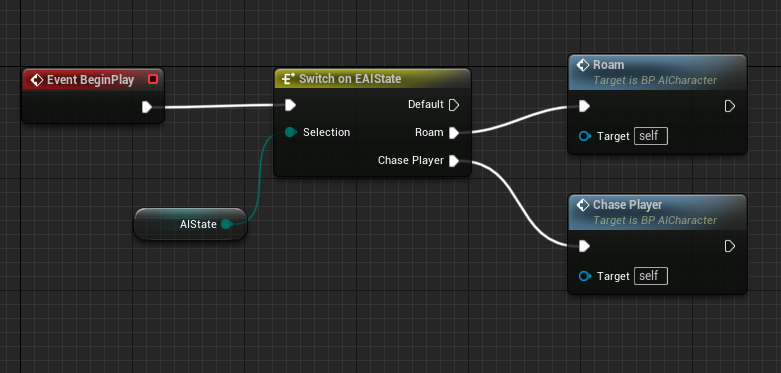 Event BeginPlay
Switch on EAIState
Default
Selection
Roam
Chase Player
AIState
Roam
Target is BP AICharacter
Target self
Chase Player
Target is BP AICharacter
Target self